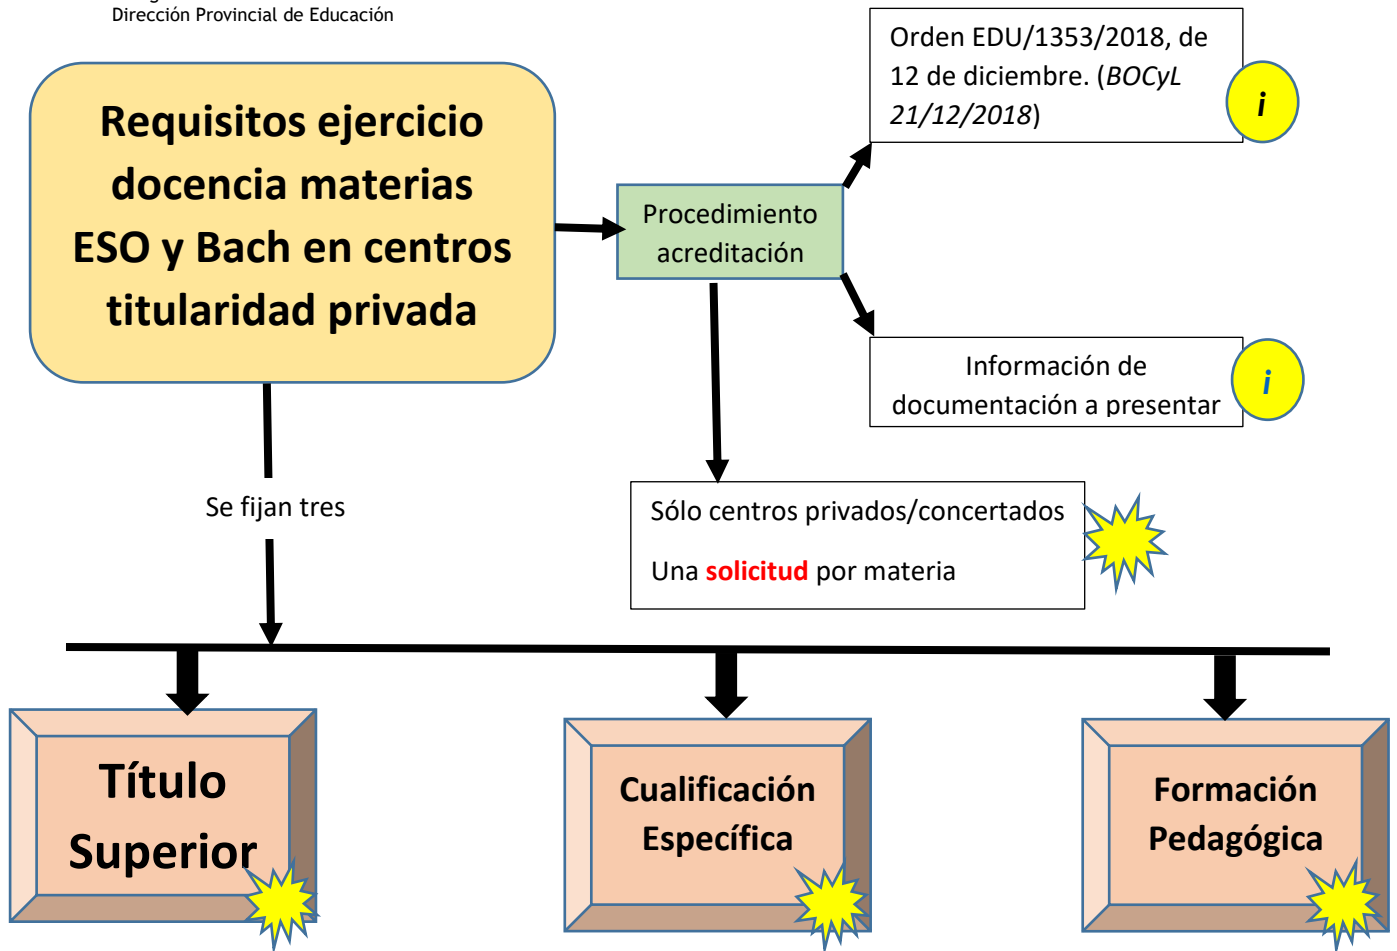 Dirección Provincial de Educación
Requisitos ejercicio
docencia materias
ESO y Bach en centros
titularidad privada
Procedimiento
acreditación
Orden EDU/1353/2018, de
12 de diciembre. (BOCyL
21/12/2018)
i
Información de
documentación a presentar
i
Se fijan tres
Sólo centros privados/concertados
Una solicitud por materia
Título
Superior
Cualificación
Específica
Formación
Pedagógica